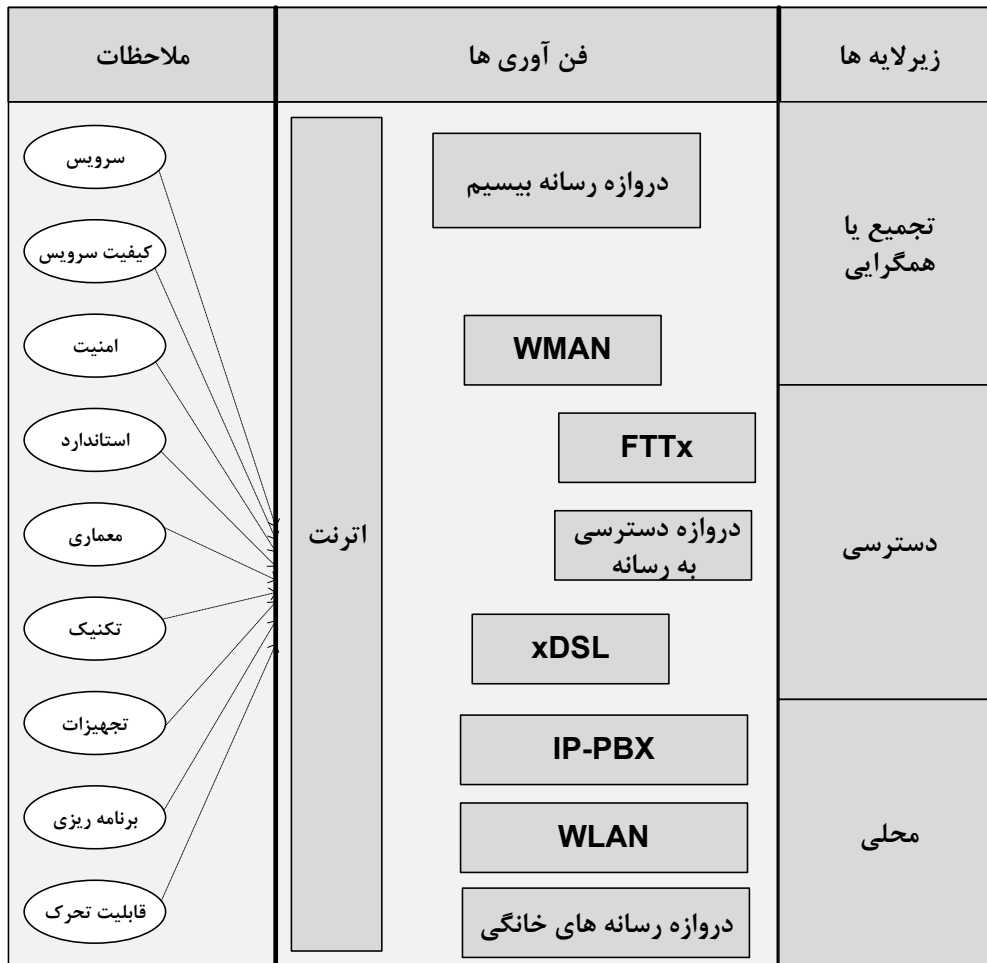 زیرلایه ها
فن آوری ها
ملاحظات
تجمیع یا
همگرایی
دسترسی
محلی
دروازه رسانه بیسیم
WMAN
FTTx
دروازه دسترسی
به رسانه
xDSL
IP-PBX
WLAN
دروازه رسانه های خانگی
اترنت
سرویس
کیفیت سرویس
امنیت
استاندارد
معماری
تکنیک
تجهیزات
برنامه ریزی
قابلیت تحرک